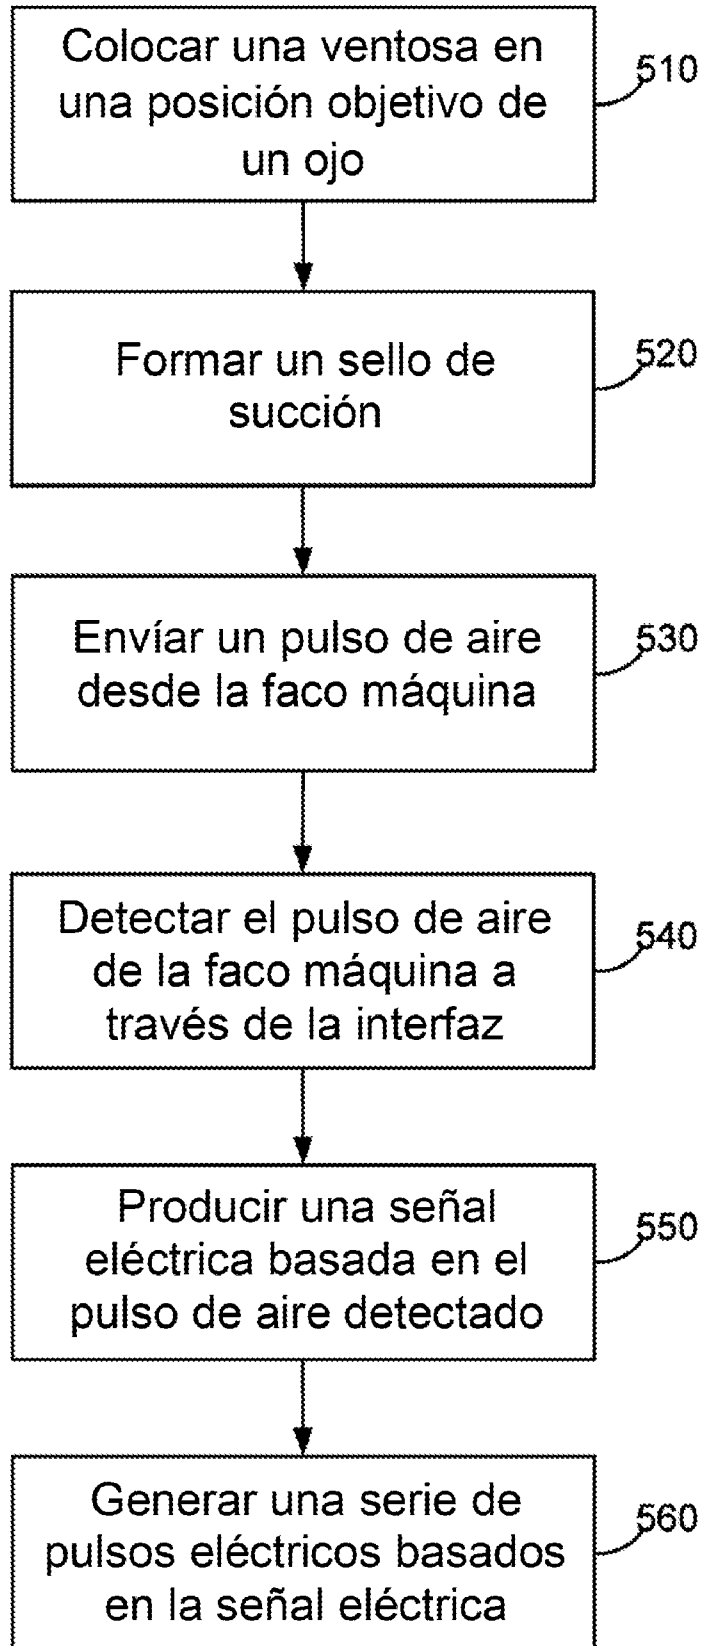 Colocar una ventosa en
una posición objetivo de
un ojo
510
Formar un sello de
succión
520
Envíar un pulso de aire
desde la faco máquina
530
Detectar el pulso de aire
de la faco máquina a
través de la interfaz
540
Producir una señal
eléctrica basada en el
pulso de aire detectado
550
Generar una serie de
pulsos eléctricos basados
en la señal eléctrica
560